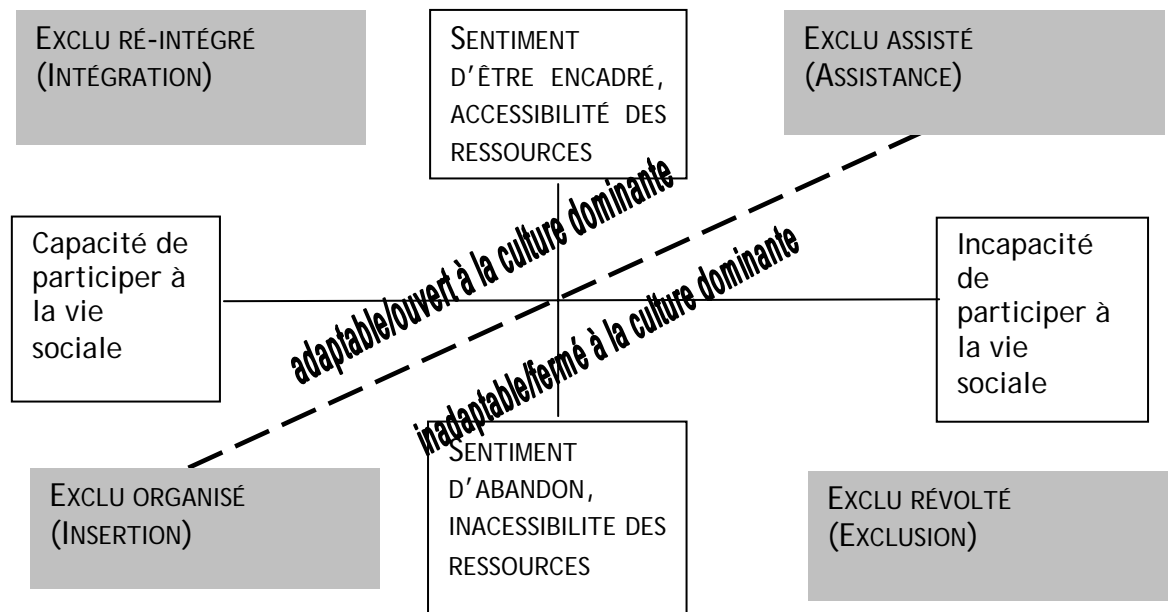 EXCLU RÉ-INTÉGRÉ
(INTÉGRATION)
SENTIMENT
D'ÊTRE ENCADRÉ,
ACCESSIBILITÉ DES
RESSOURCES
EXCLU ASSISTÉ
(ASSISTANCE)
Capacité de
participer à
la vie
sociale
adaptable/ouvert à la culture dominante
inadaptable/fermé à la culture dominante
Incapacité
de
participer à
la vie
sociale
EXCLU ORGANISÉ
(INSERTION)
SENTIMENT
D'ABANDON,
INACESSIBILITE DES
RESSOURCES
EXCLU RÉVOLTÉ
(EXCLUSION)